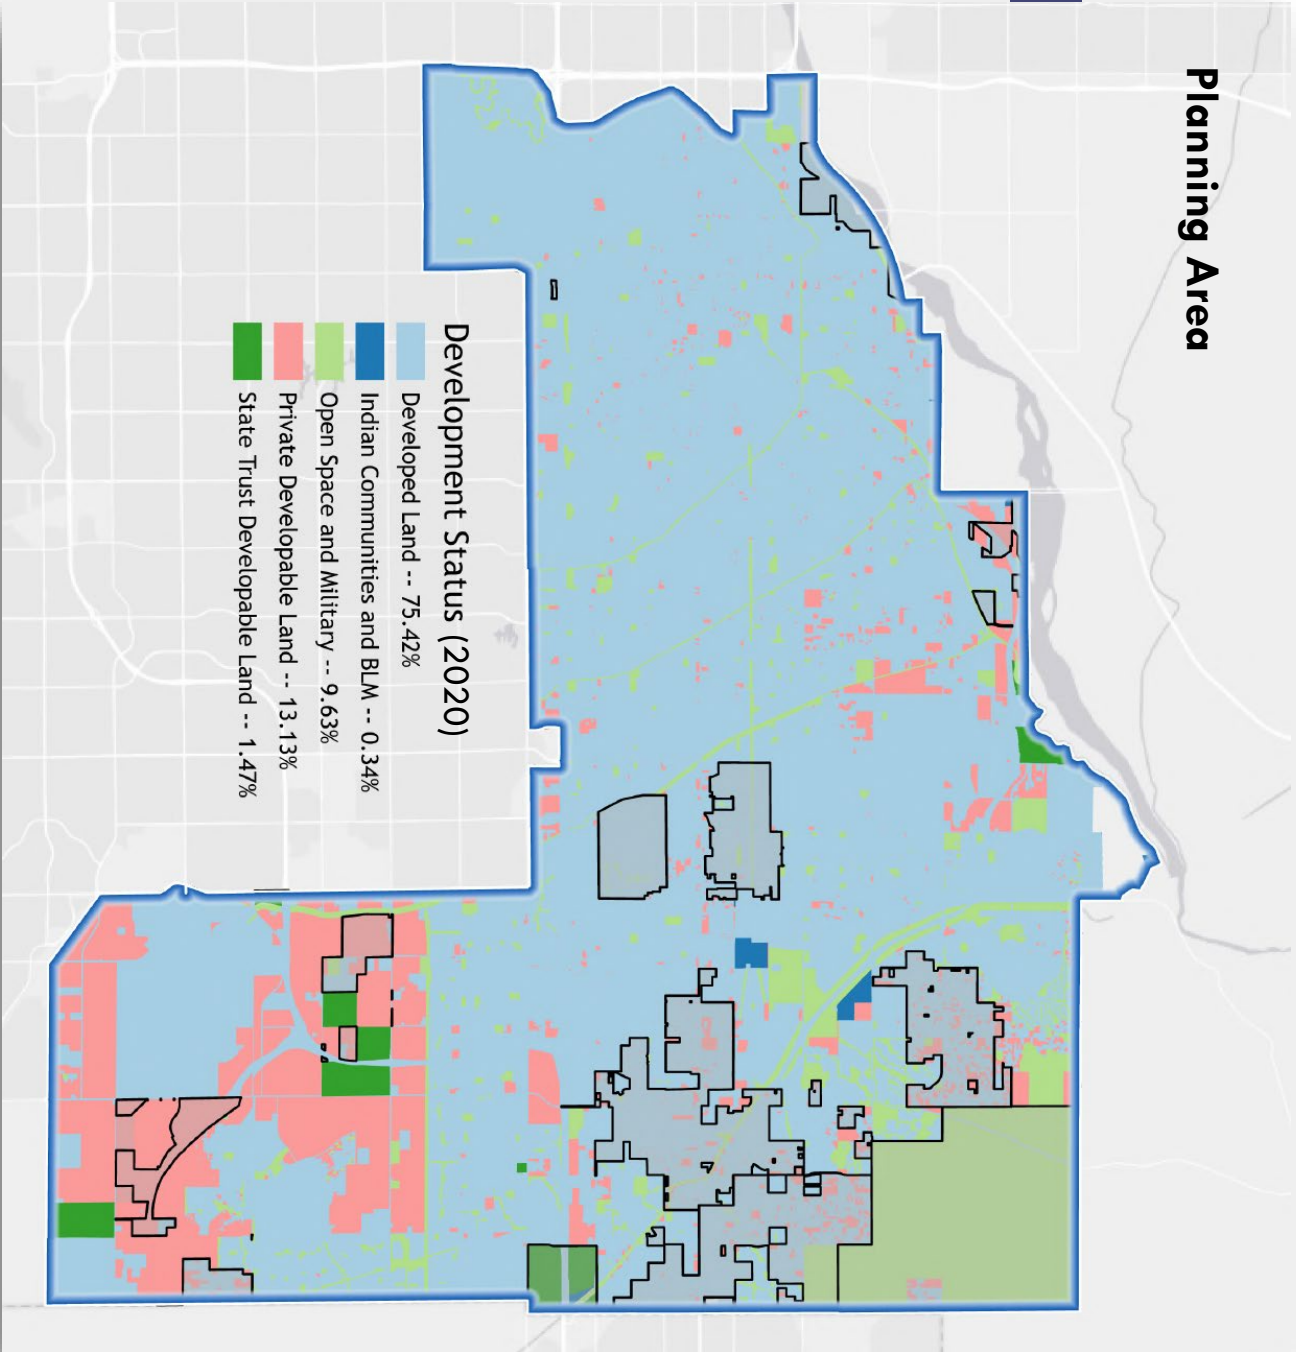 Planning Area
Development Status (2020)
Developed Land -- 75.42%
Indian Communities and BLM -- 0.34%
Open Space and Military -- 9.63%
Private Developable Land -- 13.13%
State Trust Developable Land -- 1.47%